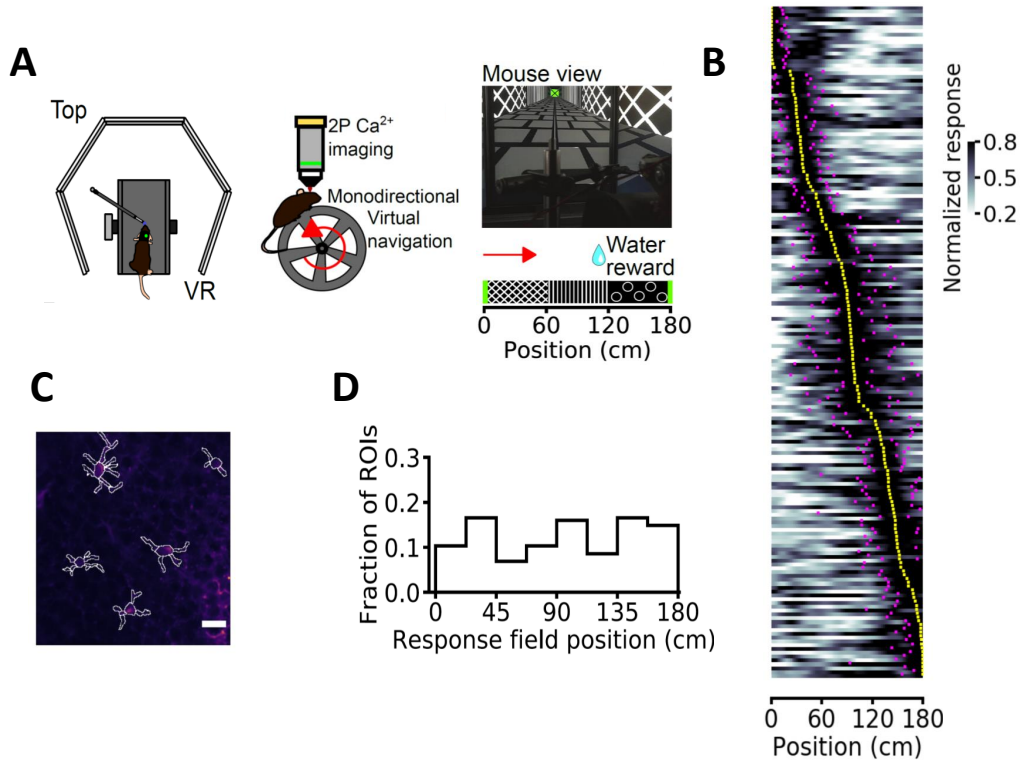 A
Top
VR
2P Ca²⁺
imaging
Monodirectional
Virtual
navigation
Mouse view
Water
reward
0 60 120 180
Position (cm)
B
Normalized response
0.8
0.5
0.2
0 60 120 180
Position (cm)
C
D
Fraction of ROIs
0.3
0.2
0.1
0.0
0 45 90 135 180
Response field position (cm)